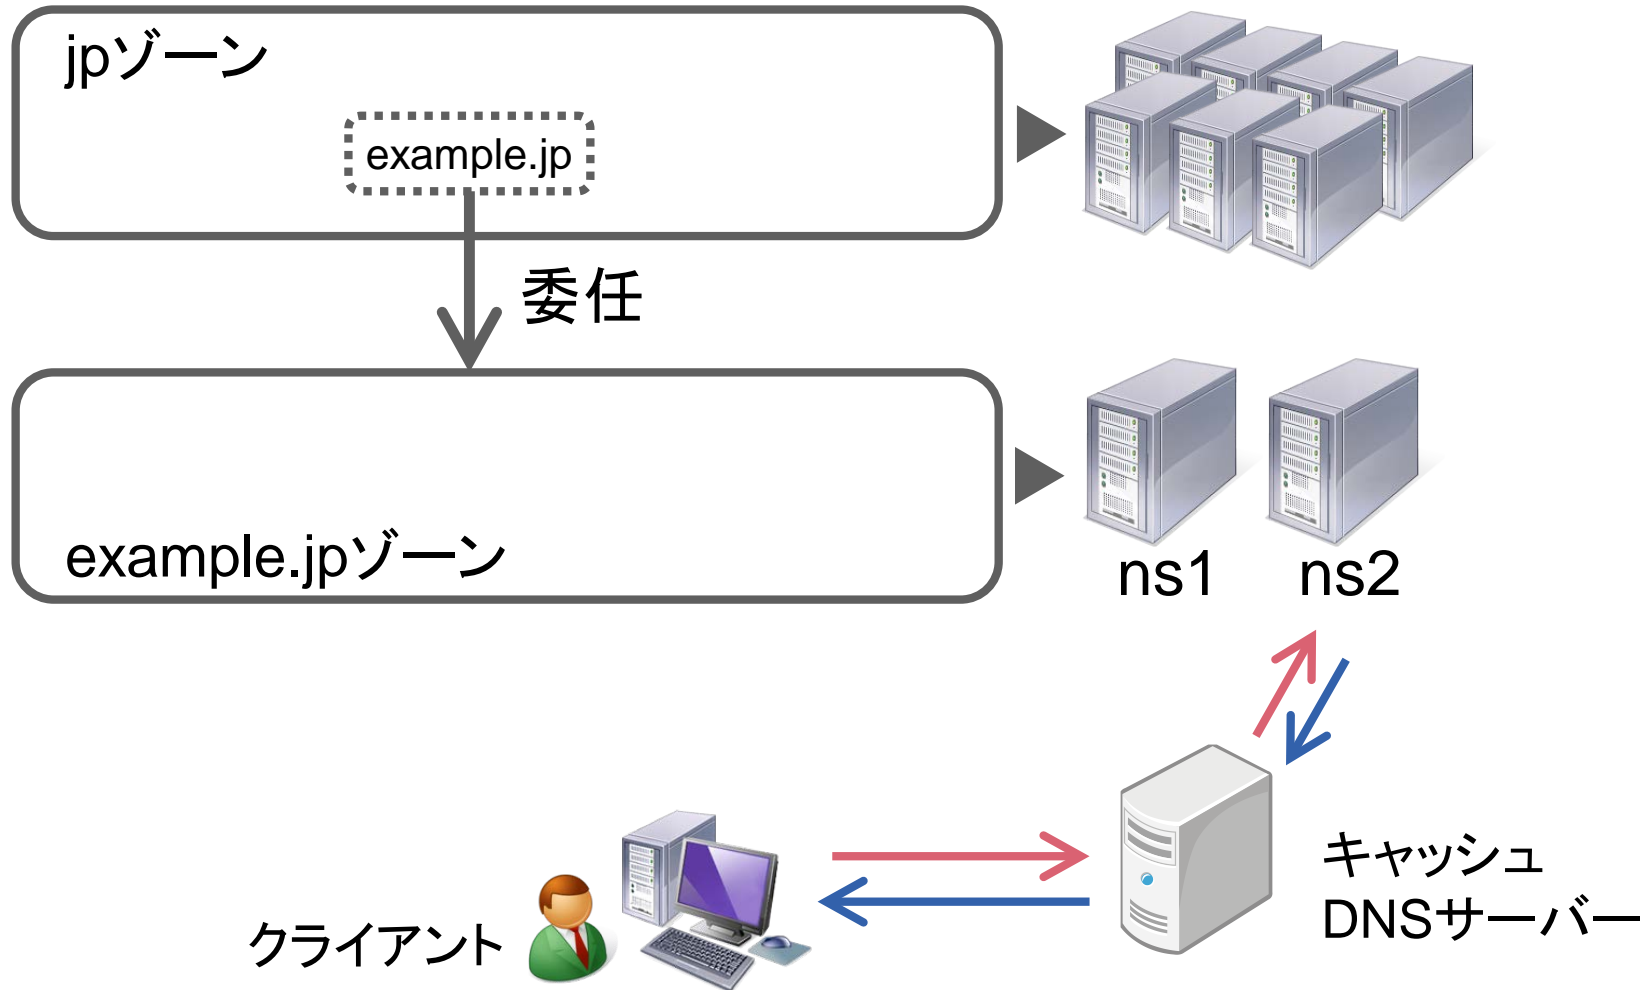 jpゾーン
example.jp
委任
example.jpゾーン
ns1
ns2
キャッシュ
DNSサーバー
クライアント